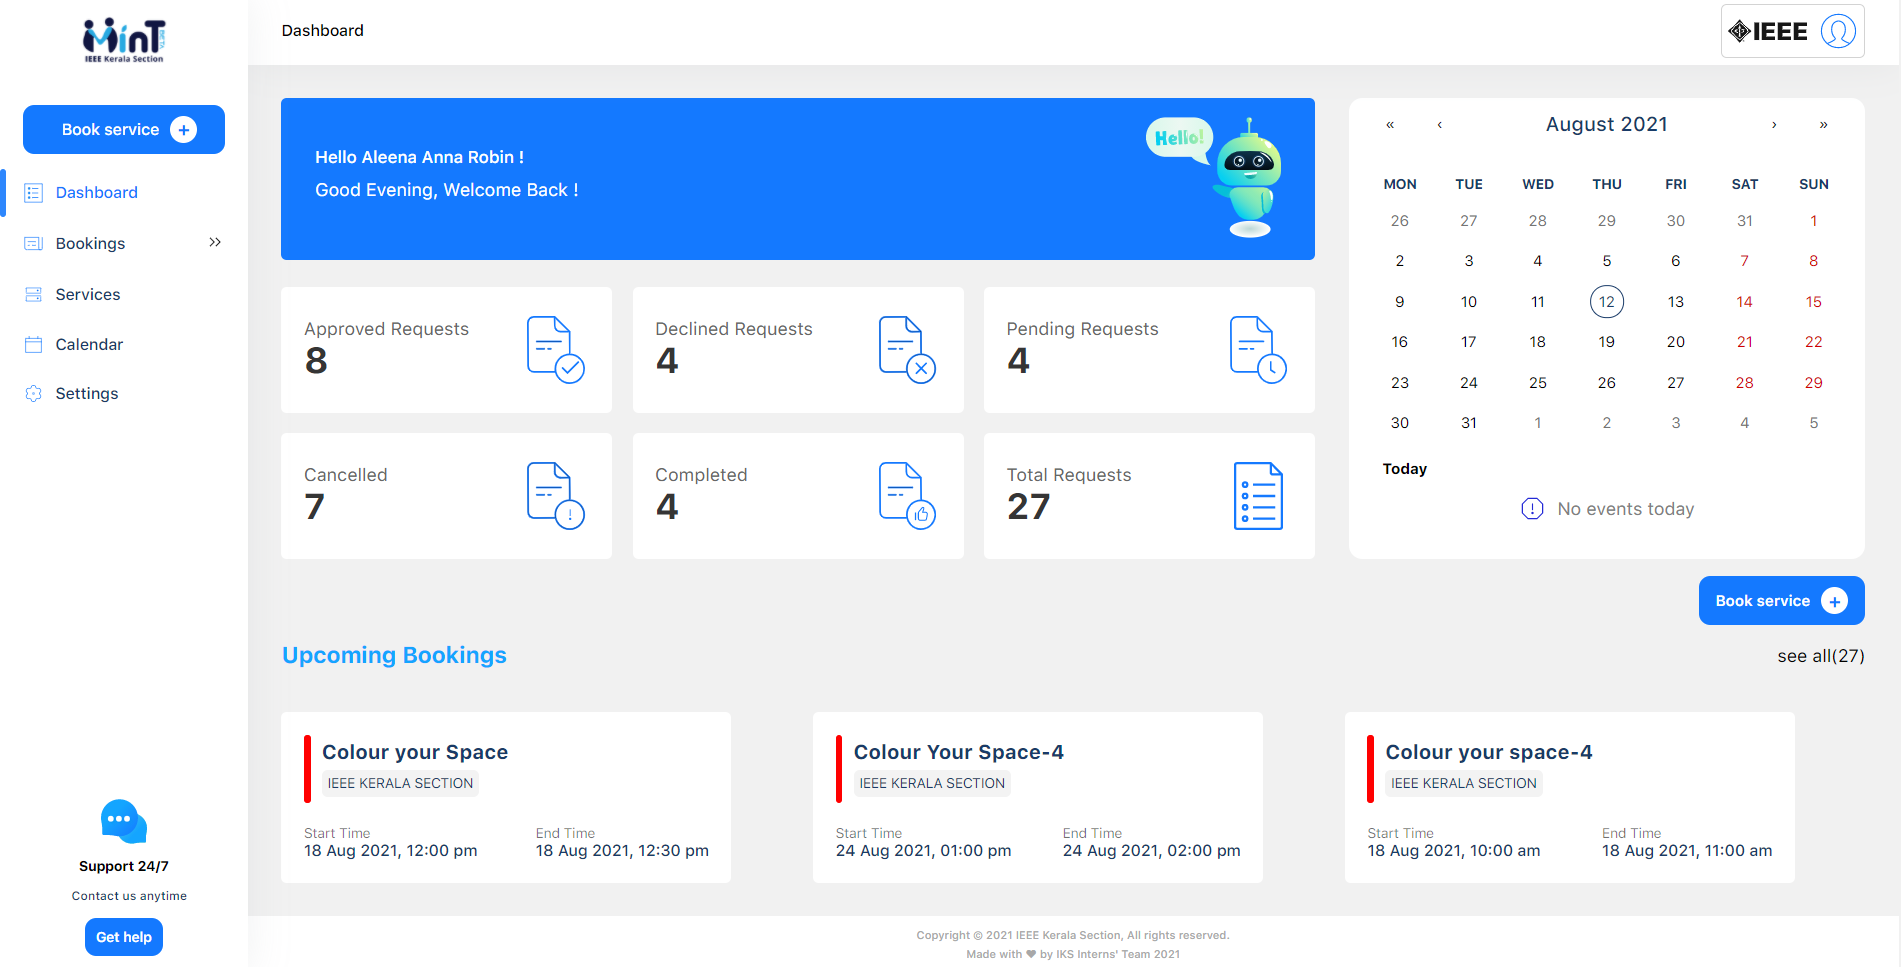 MinT BETA
IEEE Kerala Section
Dashboard
IEEE
Book service +
Dashboard
Bookings
Services
Calendar
Settings
Support 24/7
Contact us anytime
Get help
Hello Aleena Anna Robin !
Good Evening, Welcome Back !
Hello!
Approved Requests
8
Declined Requests
4
Pending Requests
4
Cancelled
7
Completed
4
Total Requests
27
« ‹ August 2021 › »
MON TUE WED THU FRI SAT SUN
26 27 28 29 30 31 1
2 3 4 5 6 7 8
9 10 11 12 13 14 15
16 17 18 19 20 21 22
23 24 25 26 27 28 29
30 31 1 2 3 4 5
Today
No events today
Book service +
Upcoming Bookings
see all(27)
Colour your Space
IEEE KERALA SECTION
Start Time End Time
18 Aug 2021, 12:00 pm 18 Aug 2021, 12:30 pm
Colour Your Space-4
IEEE KERALA SECTION
Start Time End Time
24 Aug 2021, 01:00 pm 24 Aug 2021, 02:00 pm
Colour your space-4
IEEE KERALA SECTION
Start Time End Time
18 Aug 2021, 10:00 am 18 Aug 2021, 11:00 am
Copyright © 2021 IEEE Kerala Section, All rights reserved.
Made with ❤ by IKS Interns' Team 2021